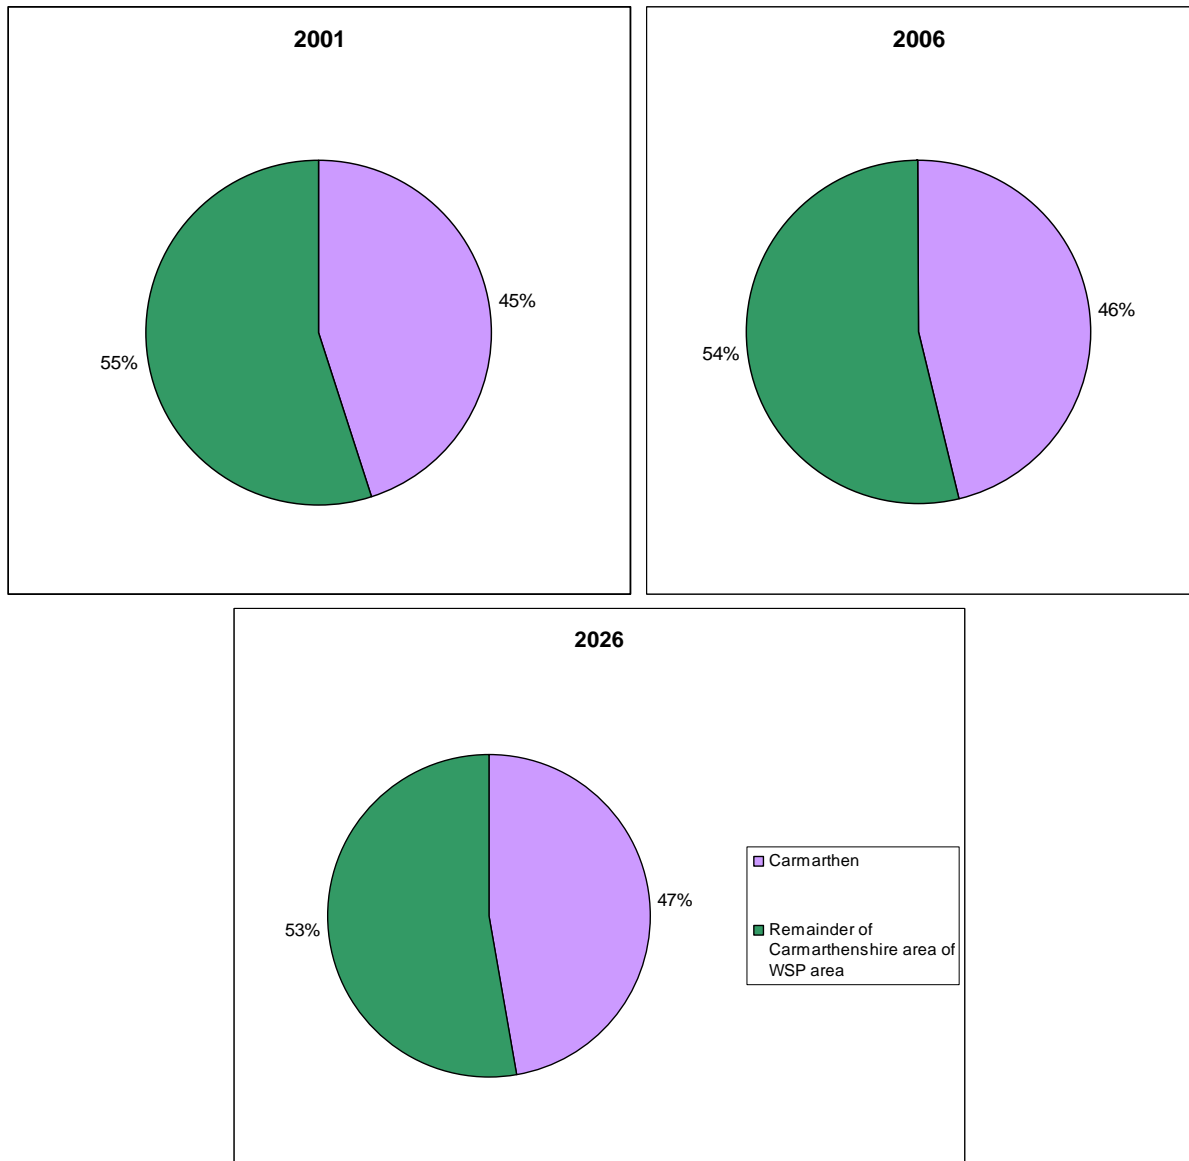 2001
45%
55%
2006
46%
54%
2026
47%
53%
Carmarthen
Remainder of
Carmarthenshire area of
WSP area